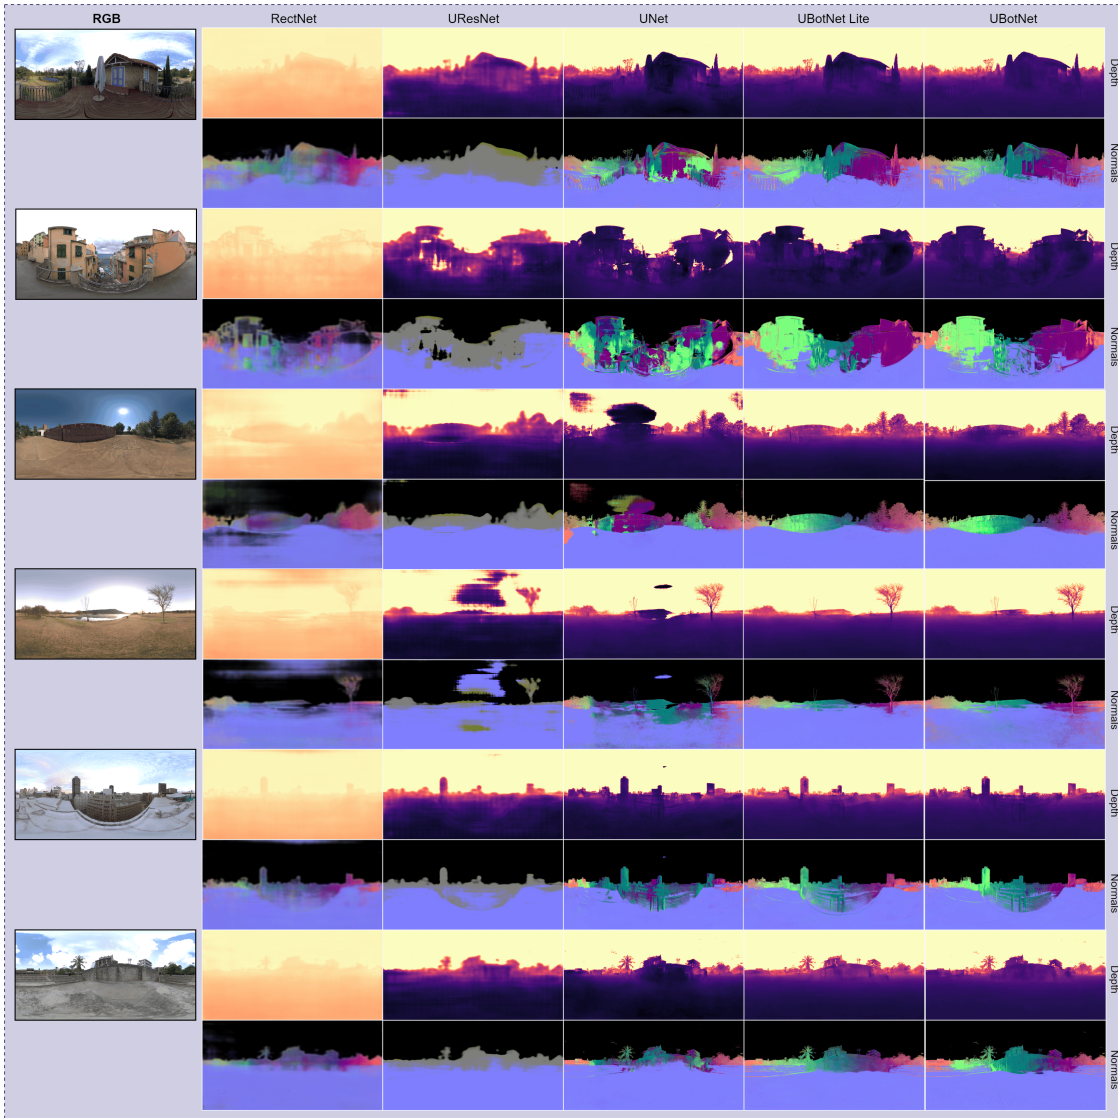 RGB RectNet UResNet UNet UBotNet Lite UBotNet
Depth
Normals
Depth
Normals
Depth
Normals
Depth
Normals
Depth
Normals
Depth
Normals